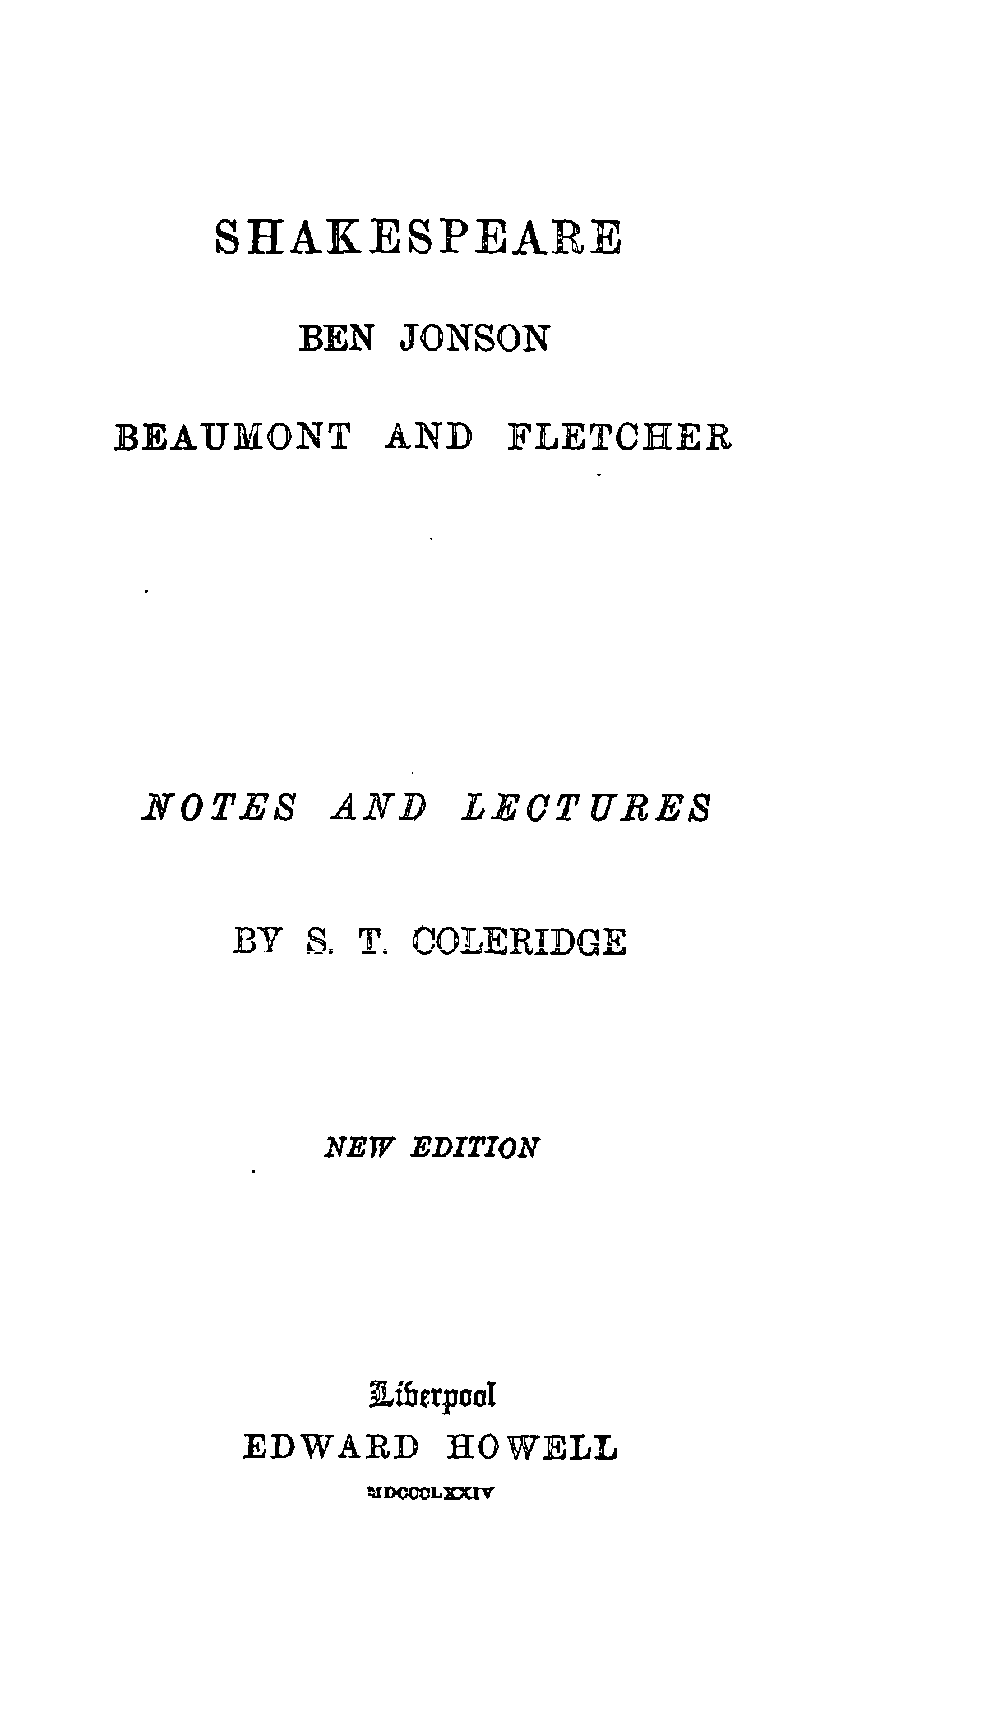 SHAKESPEARE
BEN JONSON
BEAUMONT AND FLETCHER
NOTES AND LECTURES
BY S. T. COLERIDGE
NEW EDITION
Liverpool
EDWARD HOWELL
MDCCCLXXIV